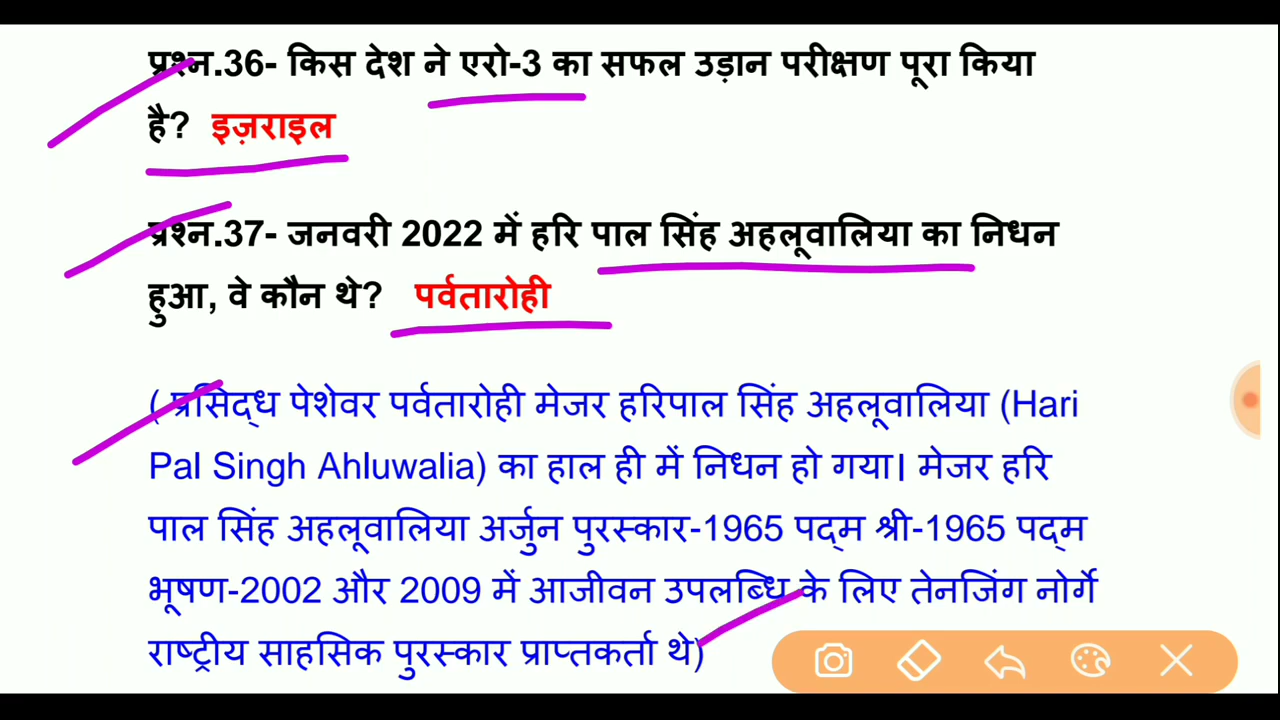 प्रश्न.36- किस देश ने एरो-3 का सफल उड़ान परीक्षण पूरा किया
है? इज़राइल
प्रश्न.37- जनवरी 2022 में हरि पाल सिंह अहलूवालिया का निधन
हुआ, वे कौन थे? पर्वतारोही
( प्रसिद्ध पेशेवर पर्वतारोही मेजर हरिपाल सिंह अहलूवालिया (Hari
Pal Singh Ahluwalia) का हाल ही में निधन हो गया। मेजर हरि
पाल सिंह अहलूवालिया अर्जुन पुरस्कार-1965 पद्म श्री-1965 पद्म
भूषण-2002 और 2009 में आजीवन उपलब्धि के लिए तेनजिंग नोर्गे
राष्ट्रीय साहसिक पुरस्कार प्राप्तकर्ता थे)